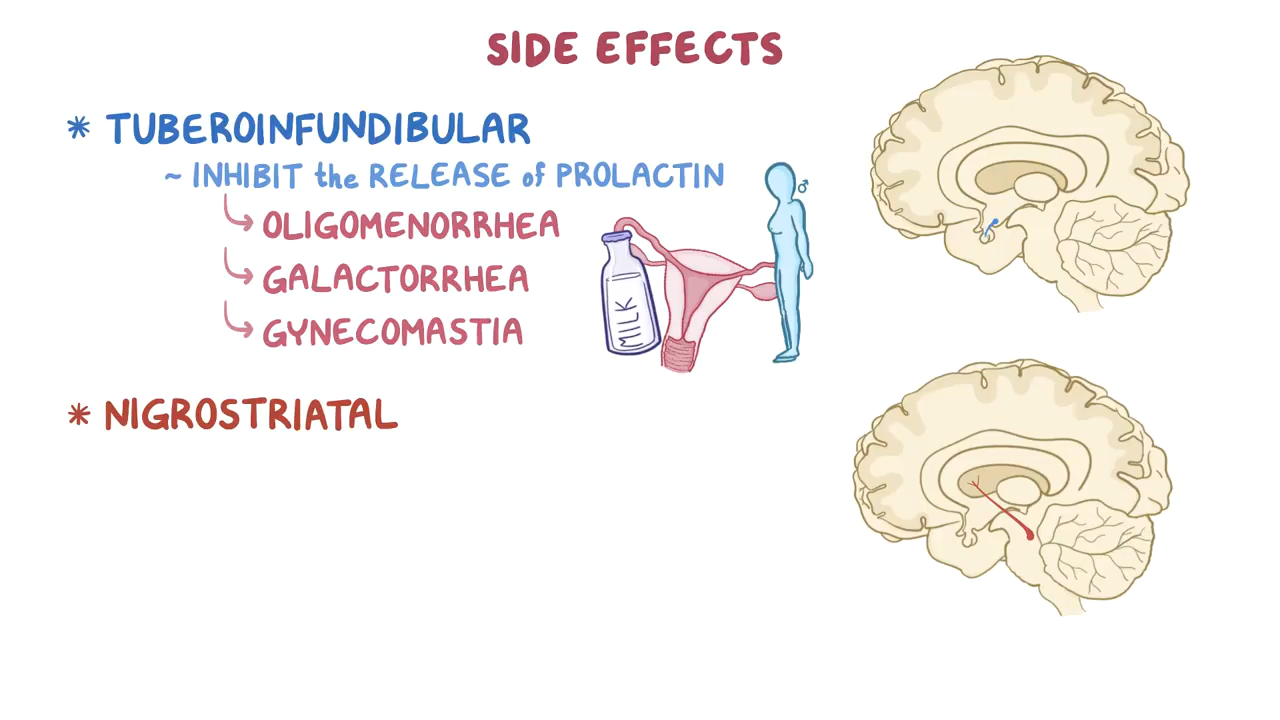 SIDE EFFECTS
* TUBEROINFUNDIBULAR
~ INHIBIT the RELEASE of PROLACTIN
OLIGOMENORRHEA
GALACTORRHEA
GYNECOMASTIA
MILK
♂
* NIGROSTRIATAL